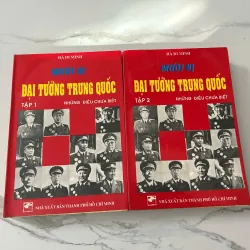 HÀ SƠN MINH
MƯỜI VỊ
ĐẠI TƯỚNG TRUNG QUỐC
TẬP 1
NHỮNG ĐIỀU CHƯA BIẾT
NHÀ XUẤT BẢN THÀNH PHỐ HỒ CHÍ MINH
MƯỜI VỊ
ĐẠI TƯỚNG TRUNG QUỐC
TẬP 2
NHỮNG ĐIỀU CHƯA BIẾT
NHÀ XUẤT BẢN THÀNH PHỐ HỒ CHÍ MINH